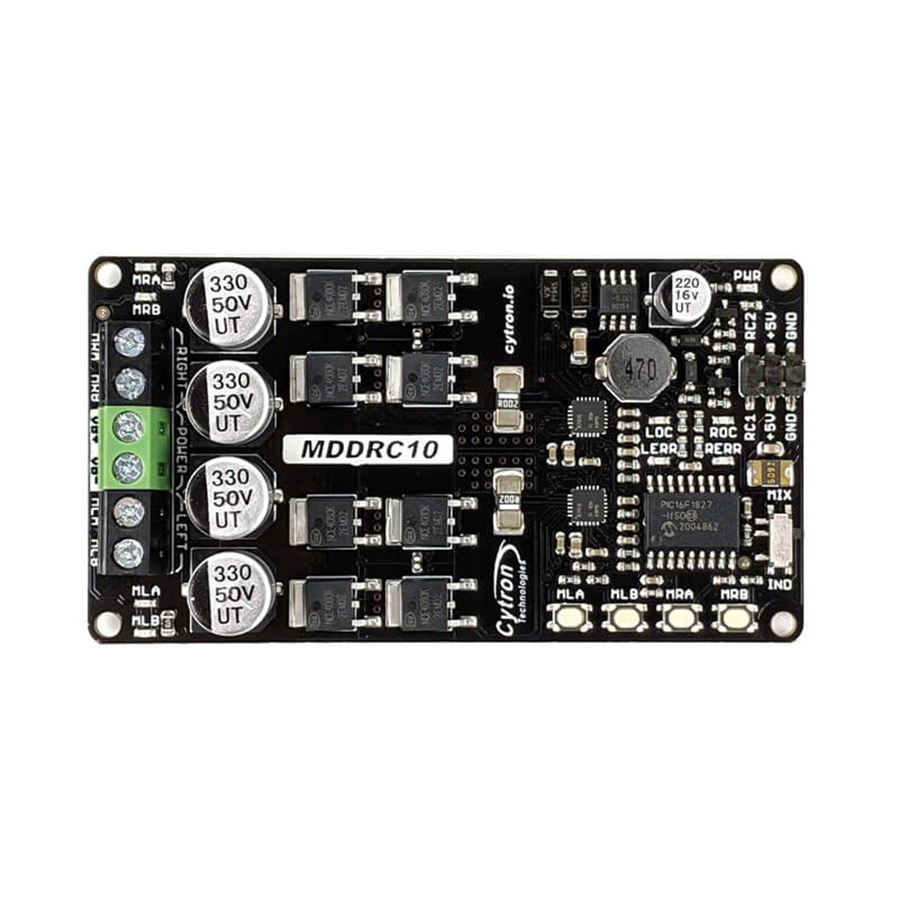 MRA
MRB
MRA MRB VB+ VB- MLA MLB
RIGHT
POWER
LEFT
MLA
MLB
330
50V
UT
330
50V
UT
330
50V
UT
330
50V
UT
MDDRC10
cytron.io
Cytron
Technologies
R002
R002
470
220
16V
UT
PWR
RC2
+5V
GND
RC1
+5V
GND
LOC
ROC
LERR
RERR
PIC16F1827
-I/SO
2004862
MIX
IND
MLA
MLB
MRA
MRB